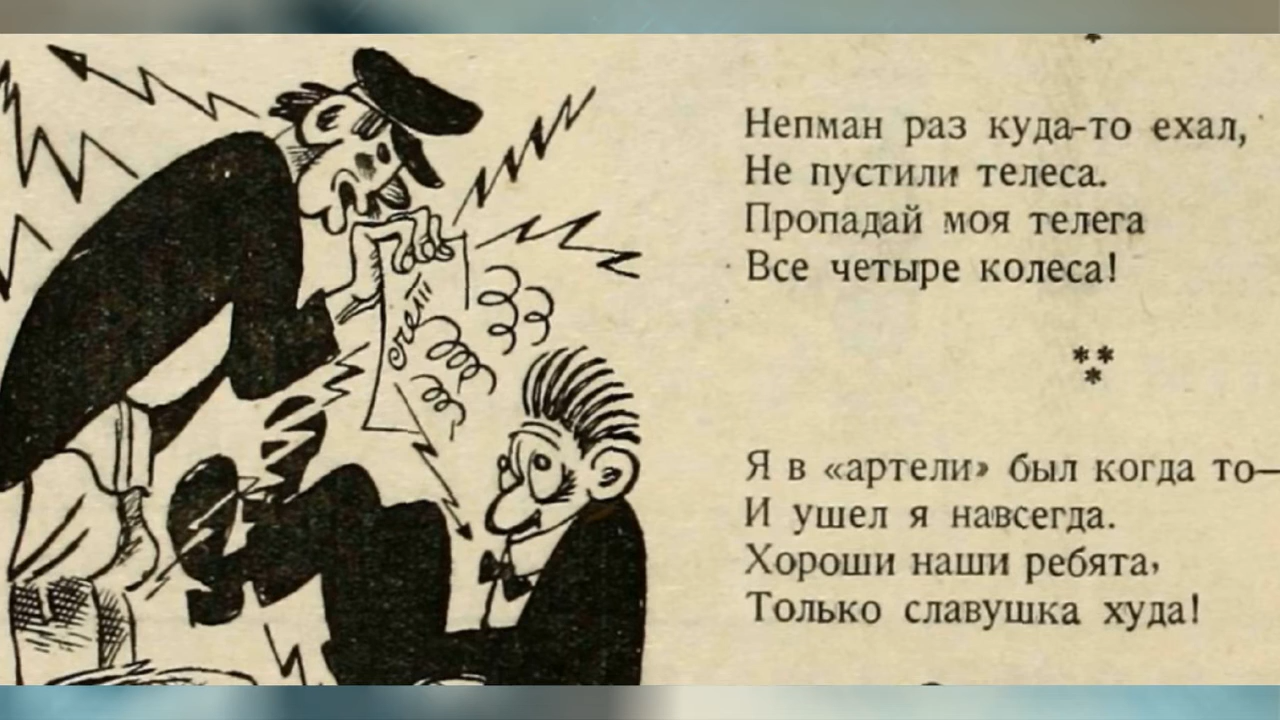 счет
Непман раз куда-то ехал,
Не пустили телеса.
Пропадай моя телега
Все четыре колеса!
* *
*
Я в «артели» был когда то—
И ушел я навсегда.
Хороши наши ребята,
Только славушка худа!